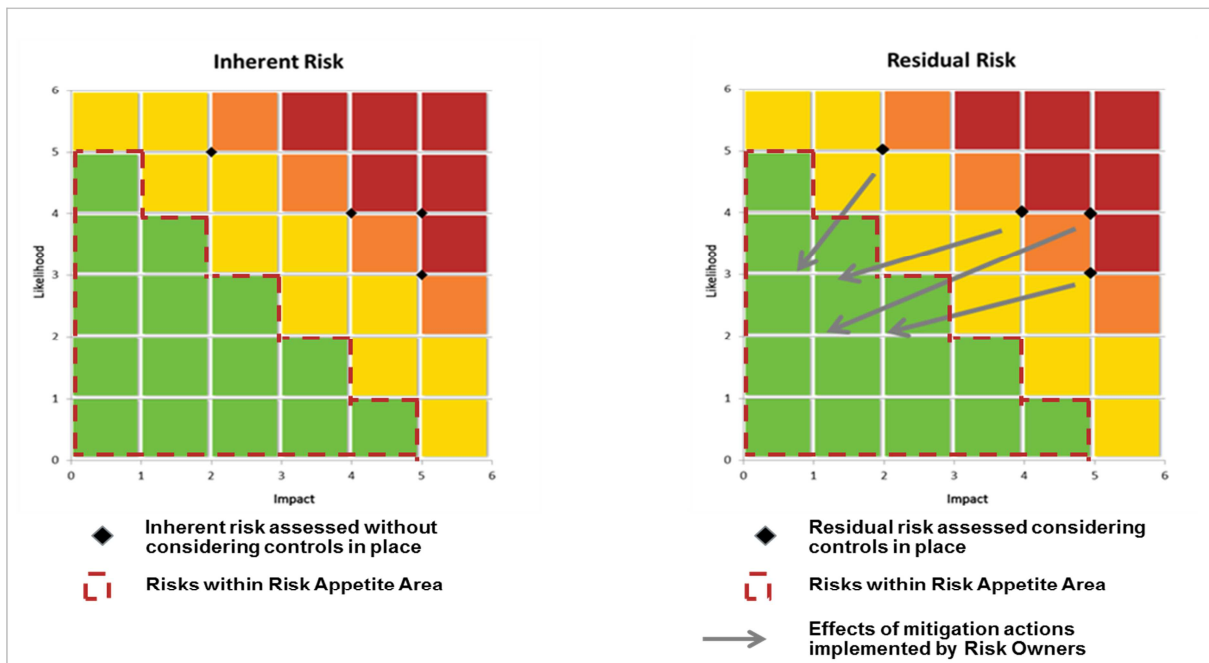 Inherent Risk
6
5
4
3
2
1
0
Likelihood
0 1 2 3 4 5 6
Impact
Inherent risk assessed without
considering controls in place
Risks within Risk Appetite Area
Residual Risk
6
5
4
3
2
1
0
Likelihood
0 1 2 3 4 5 6
Impact
Residual risk assessed considering
controls in place
Risks within Risk Appetite Area
Effects of mitigation actions
implemented by Risk Owners